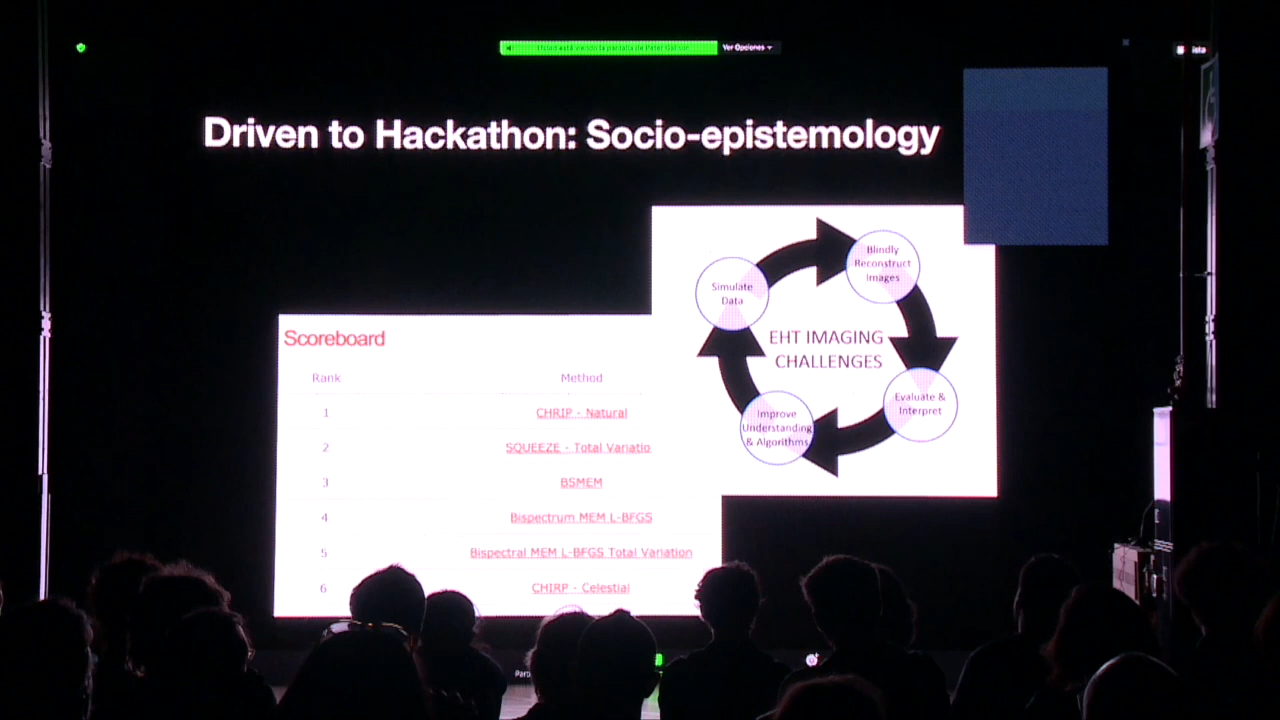 Ver Opciones
ista
Driven to Hackathon: Socio-epistemology
Blindly
Reconstruct
Images
Simulate
Data
EHT IMAGING
CHALLENGES
Evaluate &
Interpret
Improve
Understanding
& Algorithms
Scoreboard
Rank Method
1 CHRIP - Natural
2 SQUEEZE - Total Variatio
3 BSMEM
4 Bispectrum MEM L-BFGS
5 Bispectral MEM L-BFGS Total Variation
6 CHIRP - Celestial